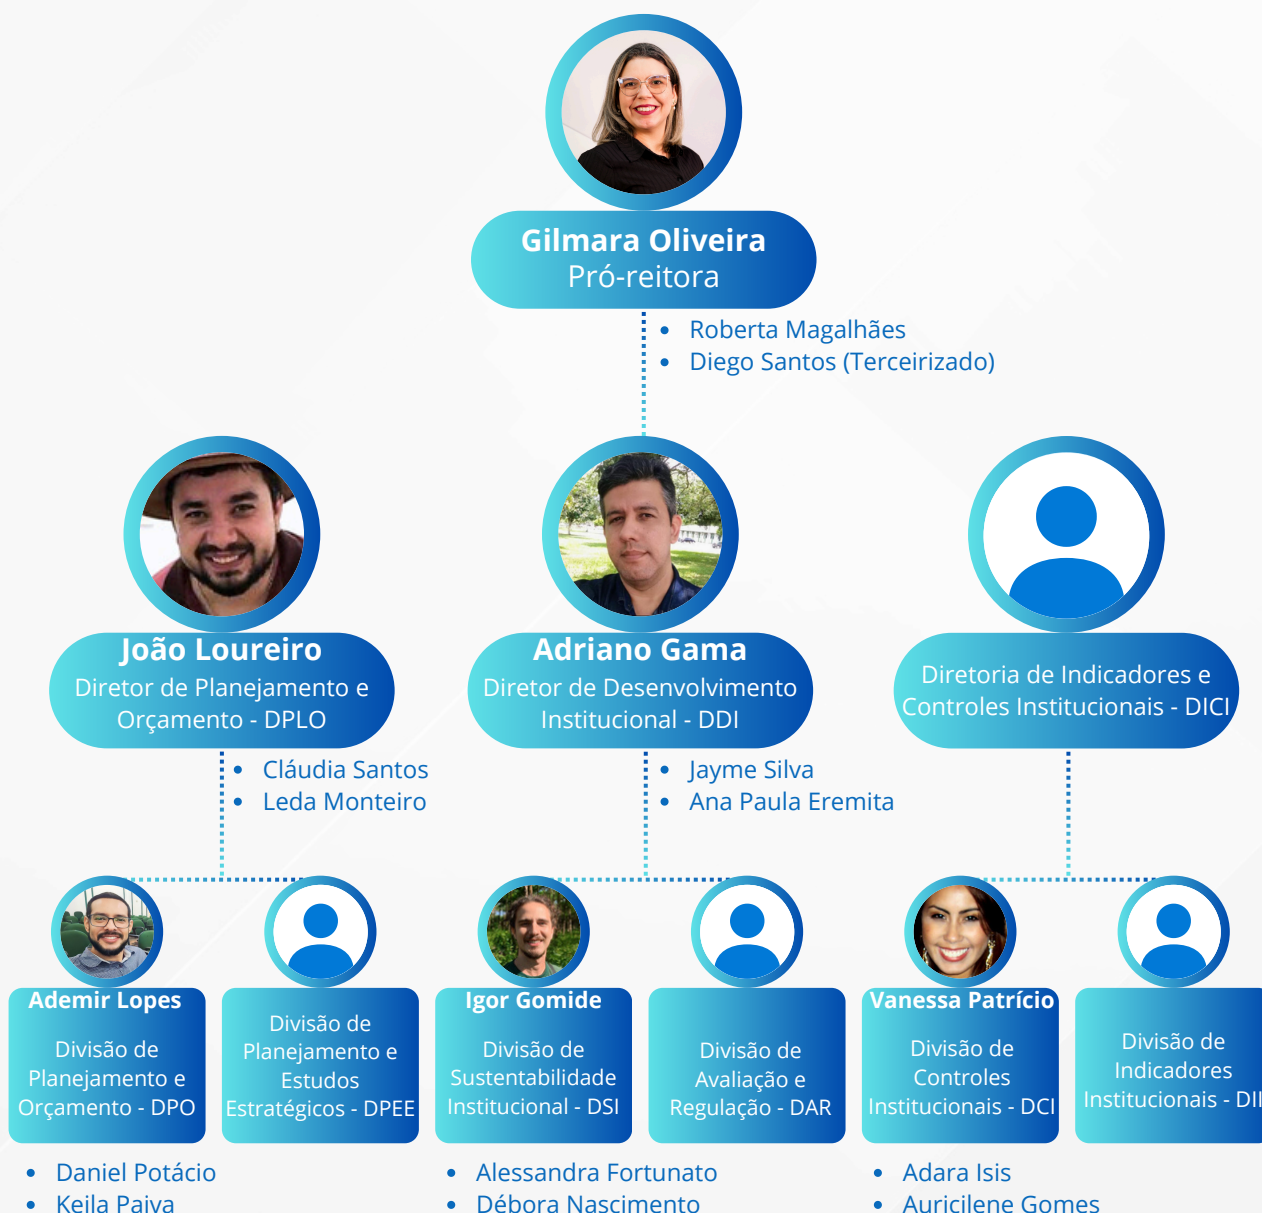 Gilmara Oliveira
Pró-reitora
• Roberta Magalhães
• Diego Santos (Terceirizado)
João Loureiro
Diretor de Planejamento e
Orçamento - DPLO
Adriano Gama
Diretor de Desenvolvimento
Institucional - DDI
Diretoria de Indicadores e
Controles Institucionais - DICI
• Cláudia Santos
• Leda Monteiro
• Jayme Silva
• Ana Paula Eremita
Ademir Lopes
Divisão de
Planejamento e
Orçamento - DPO
Divisão de
Planejamento e
Estudos
Estratégicos - DPEE
Igor Gomide
Divisão de
Sustentabilidade
Institucional - DSI
Divisão de
Avaliação e
Regulação - DAR
Vanessa Patrício
Divisão de
Controles
Institucionais - DCI
Divisão de
Indicadores
Institucionais - DII
• Daniel Potácio
• Keila Paiva
• Alessandra Fortunato
• Débora Nascimento
• Adara Isis
• Auricilene Gomes